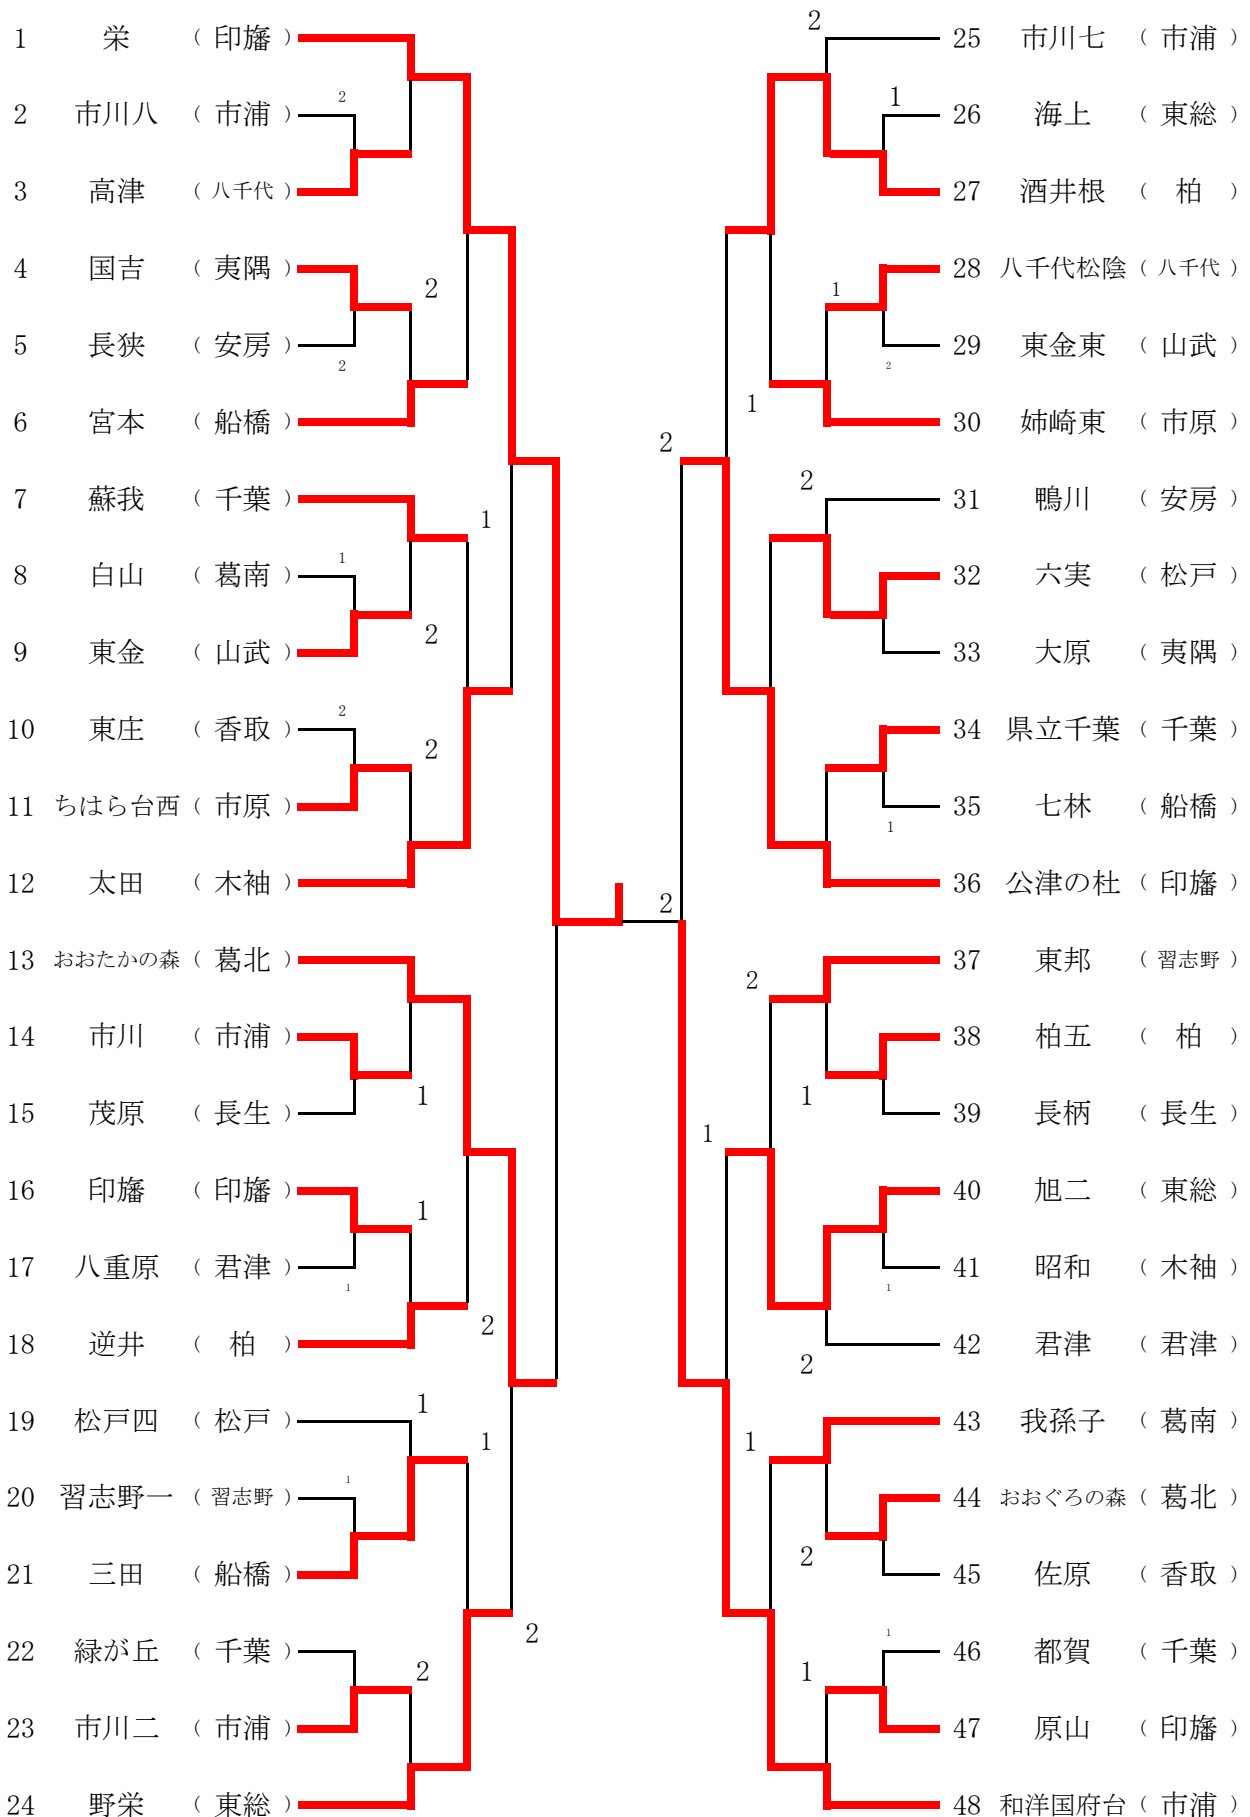 1 栄 （ 印旛 ）
2 市川八 （ 市浦 ） 2
3 高津 （ 八千代 ）
4 国吉 （ 夷隅 ） 2
5 長狭 （ 安房 ） 2
6 宮本 （ 船橋 ）
7 蘇我 （ 千葉 ） 1
8 白山 （ 葛南 ） 1
9 東金 （ 山武 ） 2
10 東庄 （ 香取 ） 2
2
11 ちはら台西 （ 市原 ）
12 太田 （ 木袖 ）
13 おおたかの森 （ 葛北 ）
14 市川 （ 市浦 ）
15 茂原 （ 長生 ） 1
16 印旛 （ 印旛 ） 1
17 八重原 （ 君津 ） 1
18 逆井 （ 柏 ） 2
19 松戸四 （ 松戸 ） 1
1
20 習志野一 （ 習志野 ） 1
21 三田 （ 船橋 ）
2
22 緑が丘 （ 千葉 ） 2
23 市川二 （ 市浦 ）
24 野栄 （ 東総 ）
2
2
2 25 市川七 （ 市浦 ）
1 26 海上 （ 東総 ）
27 酒井根 （ 柏 ）
1 28 八千代松陰 （ 八千代 ）
2 29 東金東 （ 山武 ）
1 30 姉崎東 （ 市原 ）
2 31 鴨川 （ 安房 ）
32 六実 （ 松戸 ）
33 大原 （ 夷隅 ）
34 県立千葉 （ 千葉 ）
1 35 七林 （ 船橋 ）
36 公津の杜 （ 印旛 ）
2 37 東邦 （ 習志野 ）
38 柏五 （ 柏 ）
1 39 長柄 （ 長生 ）
1 40 旭二 （ 東総 ）
1 41 昭和 （ 木袖 ）
2 42 君津 （ 君津 ）
1 43 我孫子 （ 葛南 ）
44 おおぐろの森 （ 葛北 ）
2 45 佐原 （ 香取 ）
1 46 都賀 （ 千葉 ）
1 47 原山 （ 印旛 ）
48 和洋国府台 （ 市浦 ）